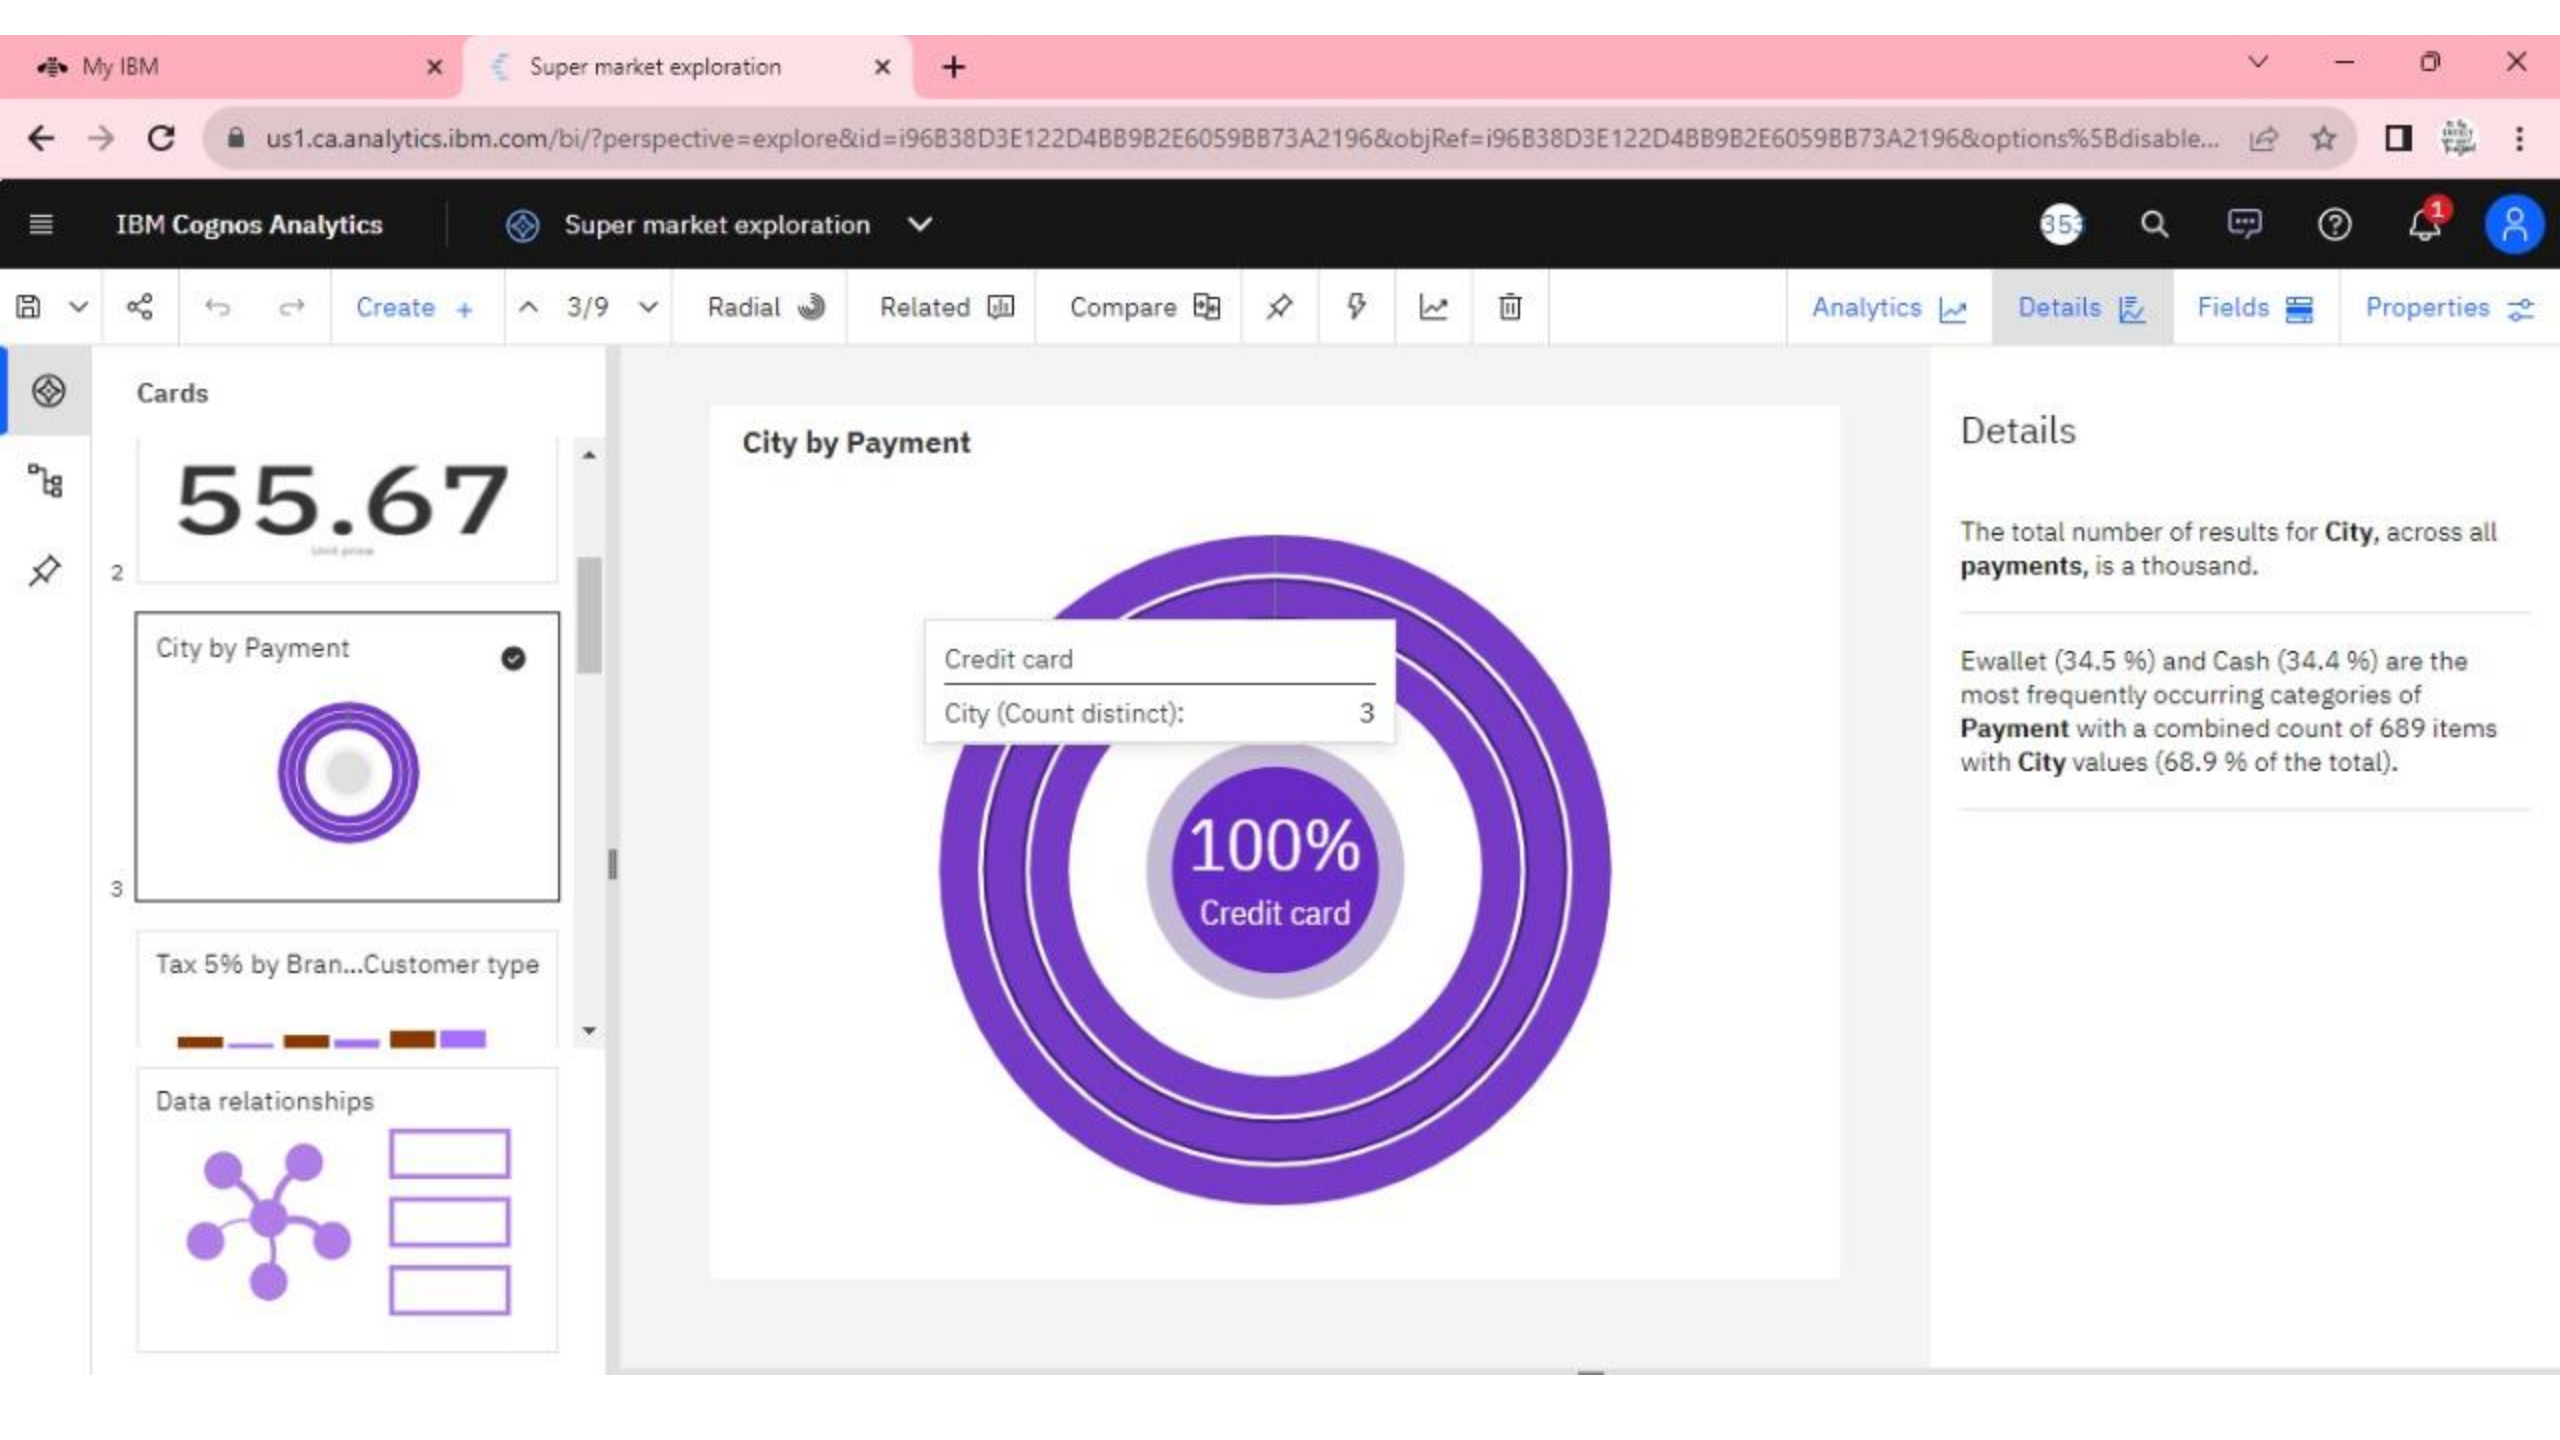 My IBM
Super market exploration
us1.ca.analytics.ibm.com/bi/?perspective=explore&id=i96B38D3E122D4BB9B2E6059BB73A2196&objRef=i96B38D3E122D4BB9B2E6059BB73A2196&options%5Bdisable...
IBM Cognos Analytics
Super market exploration
353
1
Create +
3/9
Radial
Related
Compare
Analytics
Details
Fields
Properties
Cards
55.67
Unit price
2
City by Payment
3
Tax 5% by Bran...Customer type
Data relationships
City by Payment
Credit card
City (Count distinct): 3
100%
Credit card
Details
The total number of results for City, across all
payments, is a thousand.
Ewallet (34.5 %) and Cash (34.4 %) are the
most frequently occurring categories of
Payment with a combined count of 689 items
with City values (68.9 % of the total).